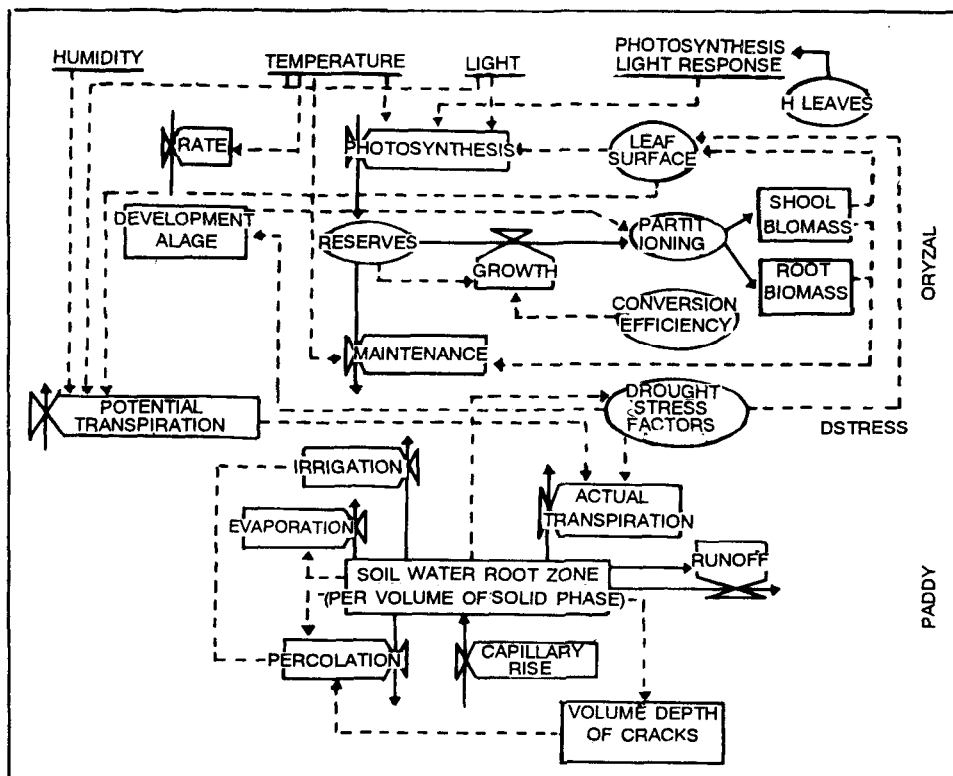 HUMIDITY
TEMPERATURE
LIGHT
PHOTOSYNTHESIS
LIGHT RESPONSE
H LEAVES
RATE
PHOTOSYNTHESIS
LEAF
SURFACE
DEVELOPMENT
ALAGE
RESERVES
GROWTH
PARTIT
IONING
SHOOL
BLOMASS
ROOT
BIOMASS
CONVERSION
EFFICIENCY
MAINTENANCE
ORYZAL
POTENTIAL
TRANSPIRATION
DROUGHT
STRESS
FACTORS
DSTRESS
IRRIGATION
EVAPORATION
ACTUAL
TRANSPIRATION
SOIL WATER ROOT ZONE
(PER VOLUME OF SOLID PHASE)
RUNOFF
PADDY
PERCOLATION
CAPILLARY
RISE
VOLUME DEPTH
OF CRACKS